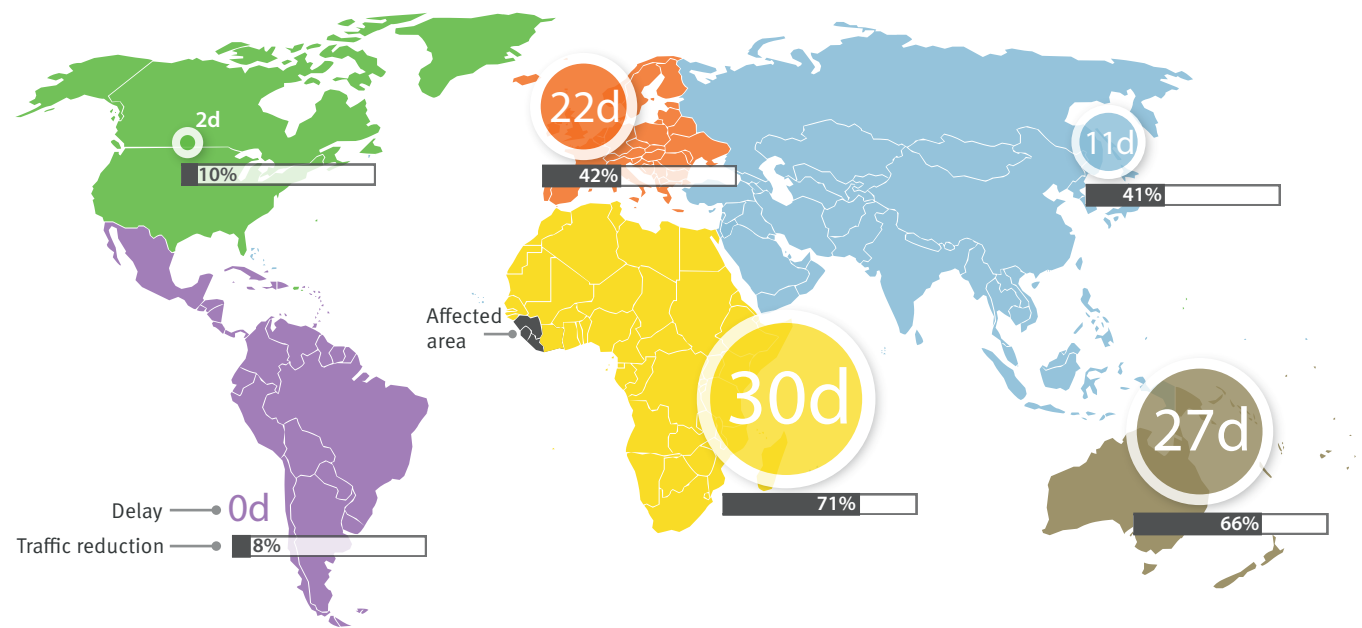 2d
10%
22d
42%
11d
41%
Affected
area
30d
71%
27d
66%
Delay
0d
Traffic reduction
8%